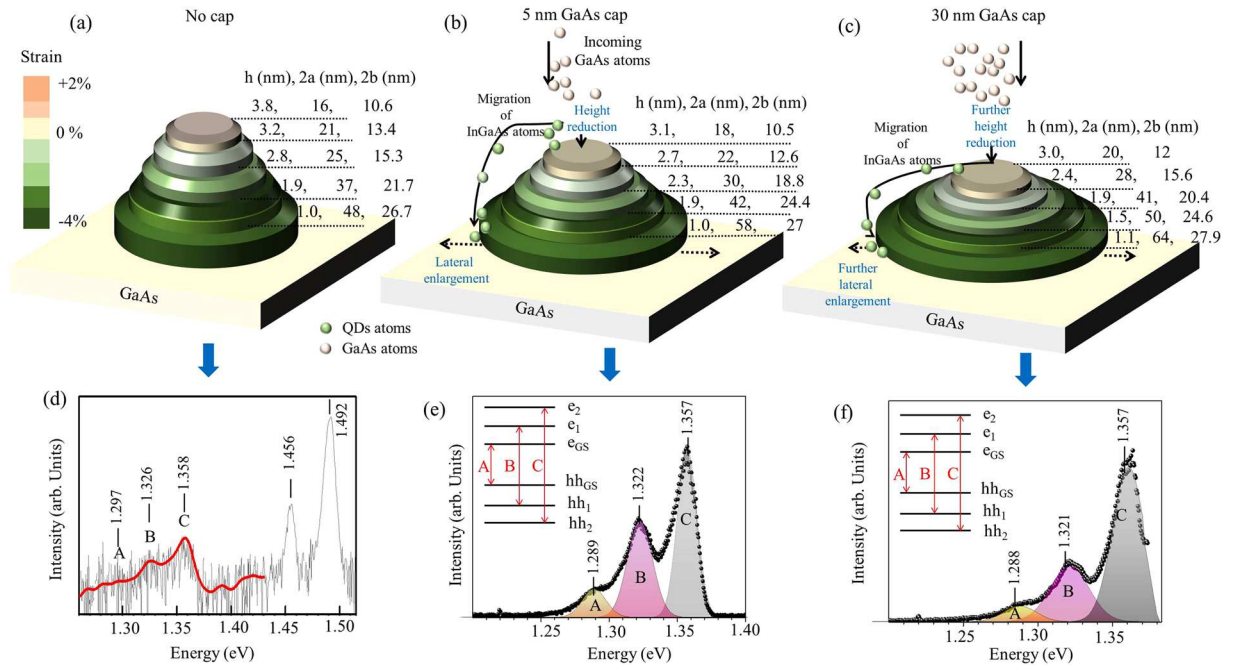 (a)
No cap
Strain
+2%
0 %
-4%
h (nm), 2a (nm), 2b (nm)
3.8, 16, 10.6
3.2, 21, 13.4
2.8, 25, 15.3
1.9, 37, 21.7
1.0, 48, 26.7
GaAs
(b)
5 nm GaAs cap
Incoming
GaAs atoms
Migration
of
InGaAs atoms
Height
reduction
h (nm), 2a (nm), 2b (nm)
3.1, 18, 10.5
2.7, 22, 12.6
2.3, 30, 18.8
1.9, 42, 24.4
1.0, 58, 27
Lateral
enlargement
GaAs
QDs atoms
GaAs atoms
(c)
30 nm GaAs cap
Further
height
reduction
Migration
of
InGaAs atoms
h (nm), 2a (nm), 2b (nm)
3.0, 20, 12
2.4, 28, 15.6
1.9, 41, 20.4
1.5, 50, 24.6
1.1, 64, 27.9
Further
lateral
enlargement
GaAs
(d)
Intensity (arb. Units)
1.297
1.326
1.358
1.456
1.492
A
B
C
1.30 1.35 1.40 1.45 1.50
Energy (eV)
(e)
Intensity (arb. Units)
e2
e1
eGS
A B C
hhGS
hh1
hh2
1.289
1.322
1.357
A
B
C
1.25 1.30 1.35 1.40
Energy (eV)
(f)
Intensity (arb. Units)
e2
e1
eGS
A B C
hhGS
hh1
hh2
1.288
1.321
1.357
A
B
C
1.25 1.30 1.35
Energy (eV)